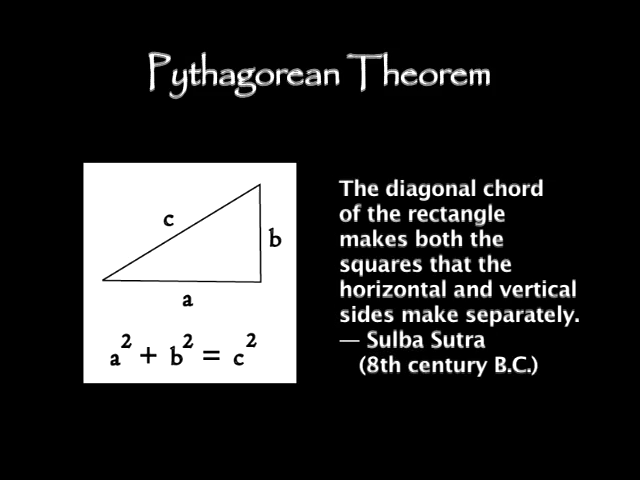 Pythagorean Theorem
c
b
a
a² + b² = c²
The diagonal chord
of the rectangle
makes both the
squares that the
horizontal and vertical
sides make separately.
— Sulba Sutra
(8th century B.C.)